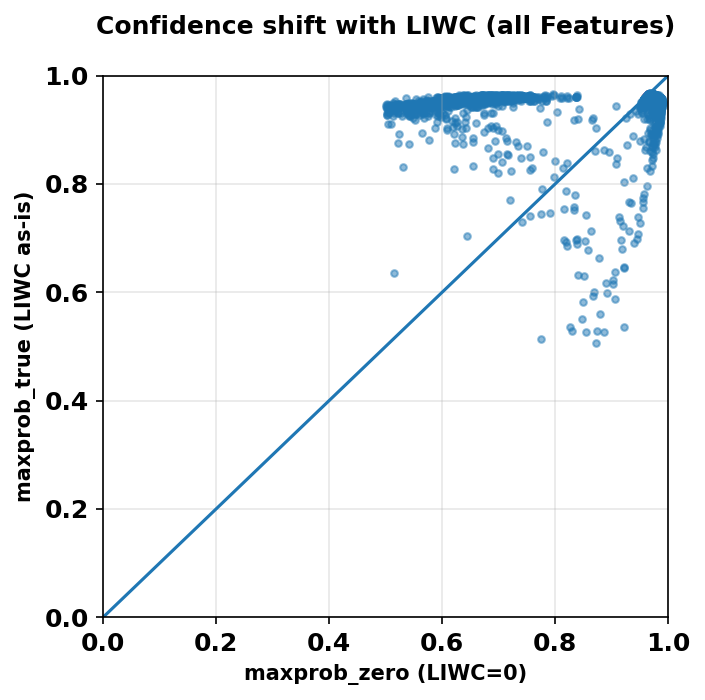 Confidence shift with LIWC (all Features)
maxprob_true (LIWC as-is)
1.0
0.8
0.6
0.4
0.2
0.0
0.0 0.2 0.4 0.6 0.8 1.0
maxprob_zero (LIWC=0)